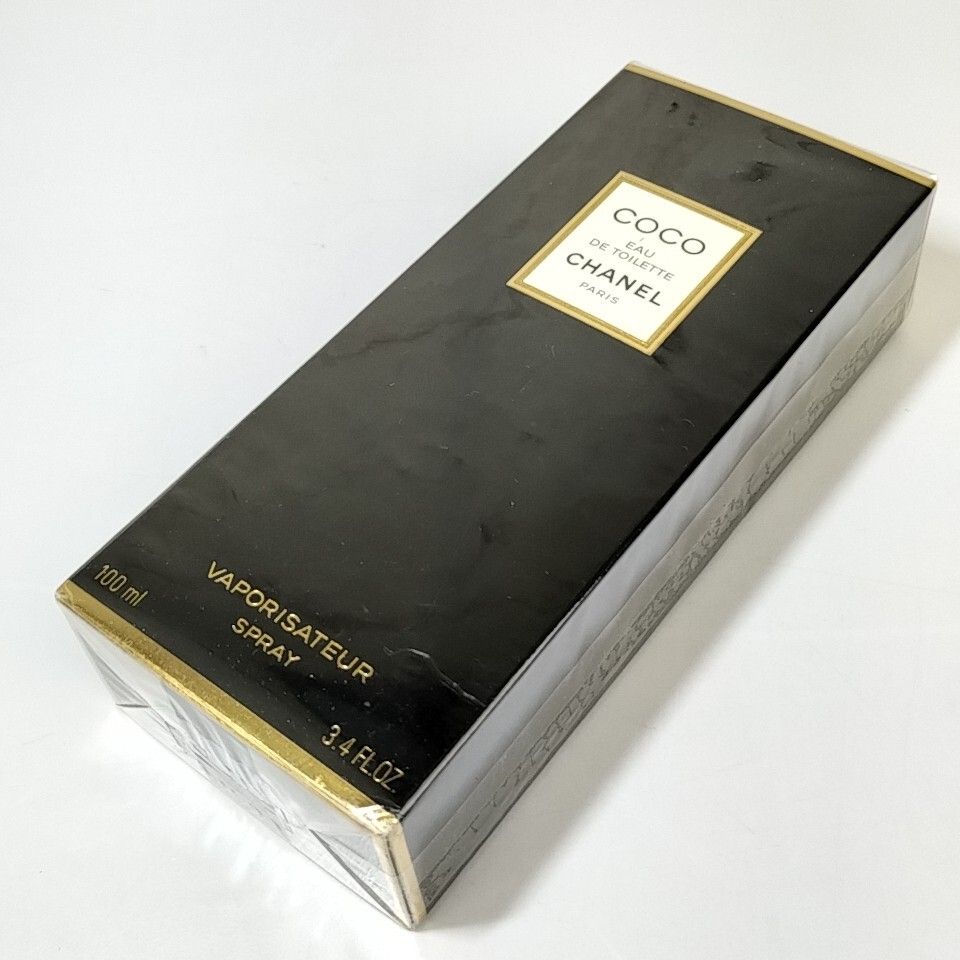 COCO
EAU
DE TOILETTE
CHANEL
PARIS
100 ml
VAPORISATEUR
SPRAY
3.4 FL.OZ.